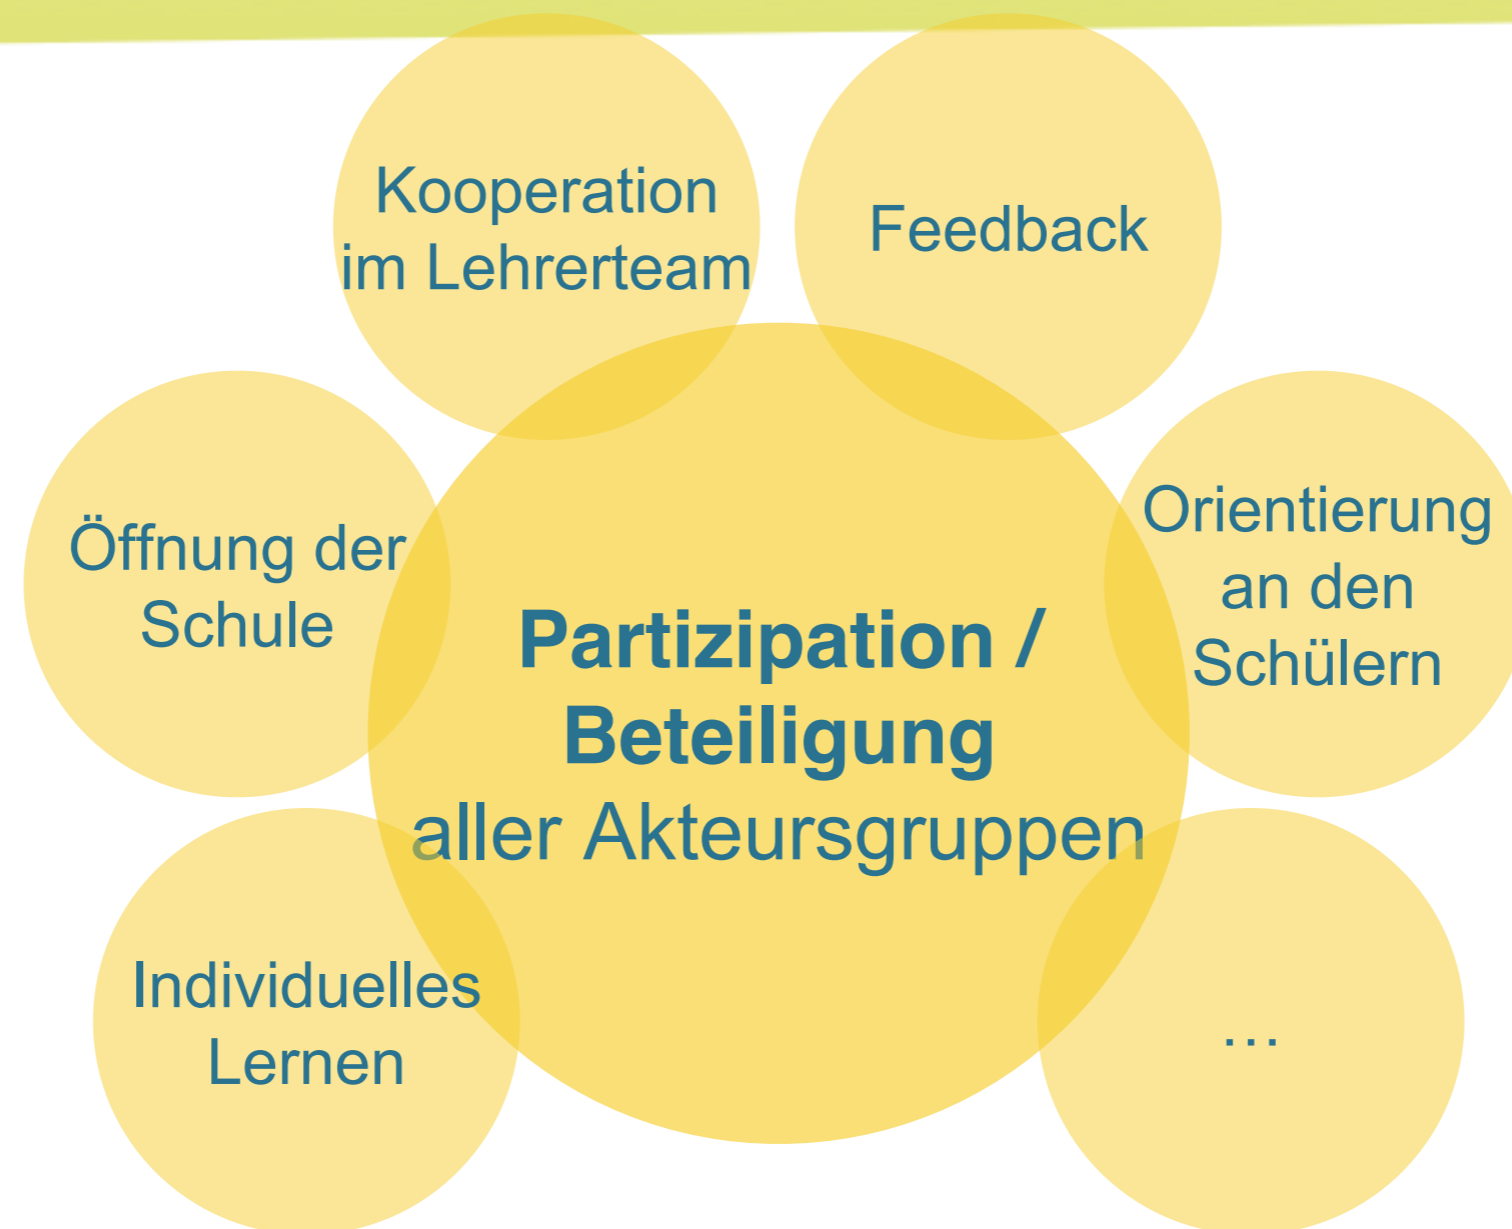 Kooperation
im Lehrerteam
Feedback
Öffnung der
Schule
Orientierung
an den
Schülern
Partizipation /
Beteiligung
aller Akteursgruppen
Individuelles
Lernen
…